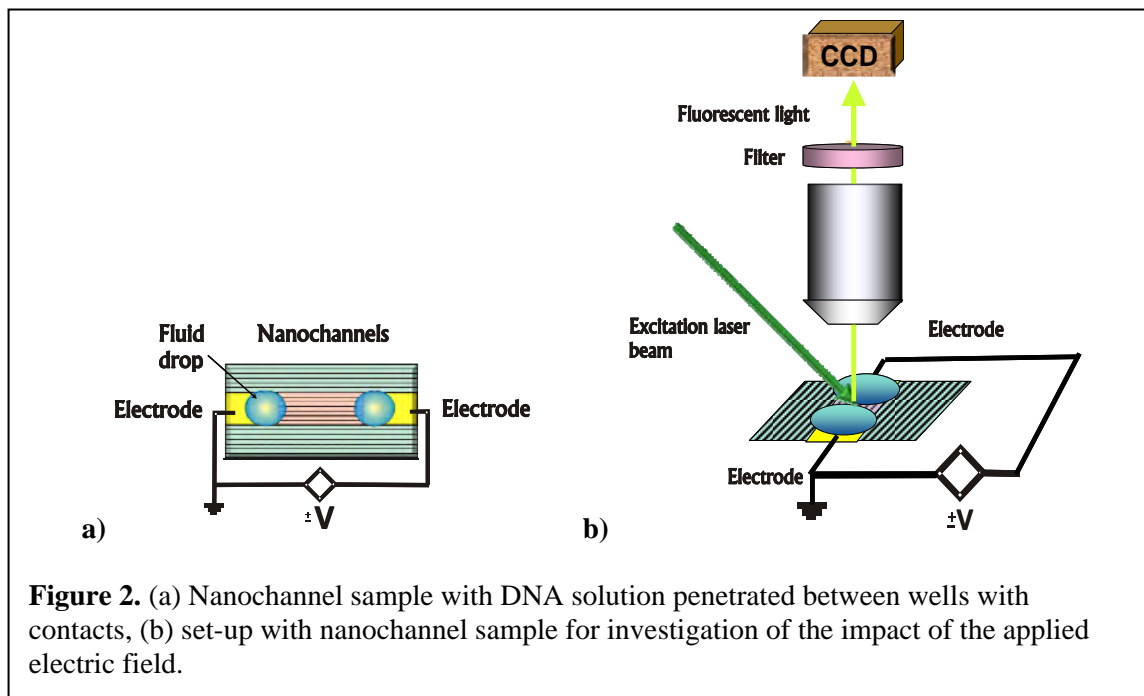 CCD
Fluorescent light
Filter
Excitation laser
beam
Electrode
Electrode
±V
b)
Fluid
drop
Nanochannels
Electrode
Electrode
±V
a)
Figure 2. (a) Nanochannel sample with DNA solution penetrated between wells with
contacts, (b) set-up with nanochannel sample for investigation of the impact of the applied
electric field.